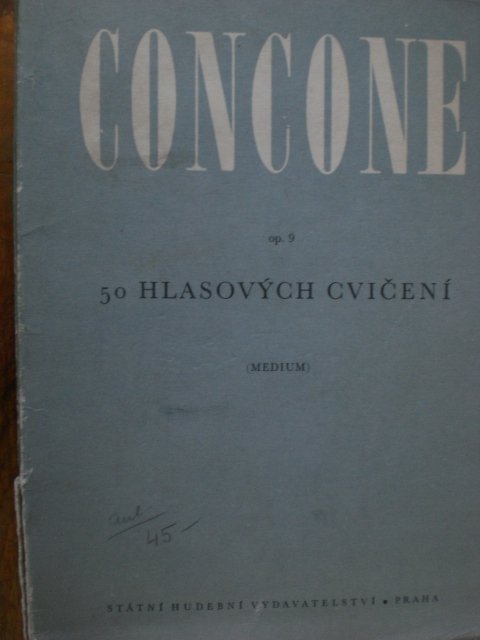 CONCONE
op. 9
50 HLASOVÝCH CVIČENÍ
(MEDIUM)
45-
STÁTNÍ HUDEBNÍ VYDAVATELSTVÍ • PRAHA